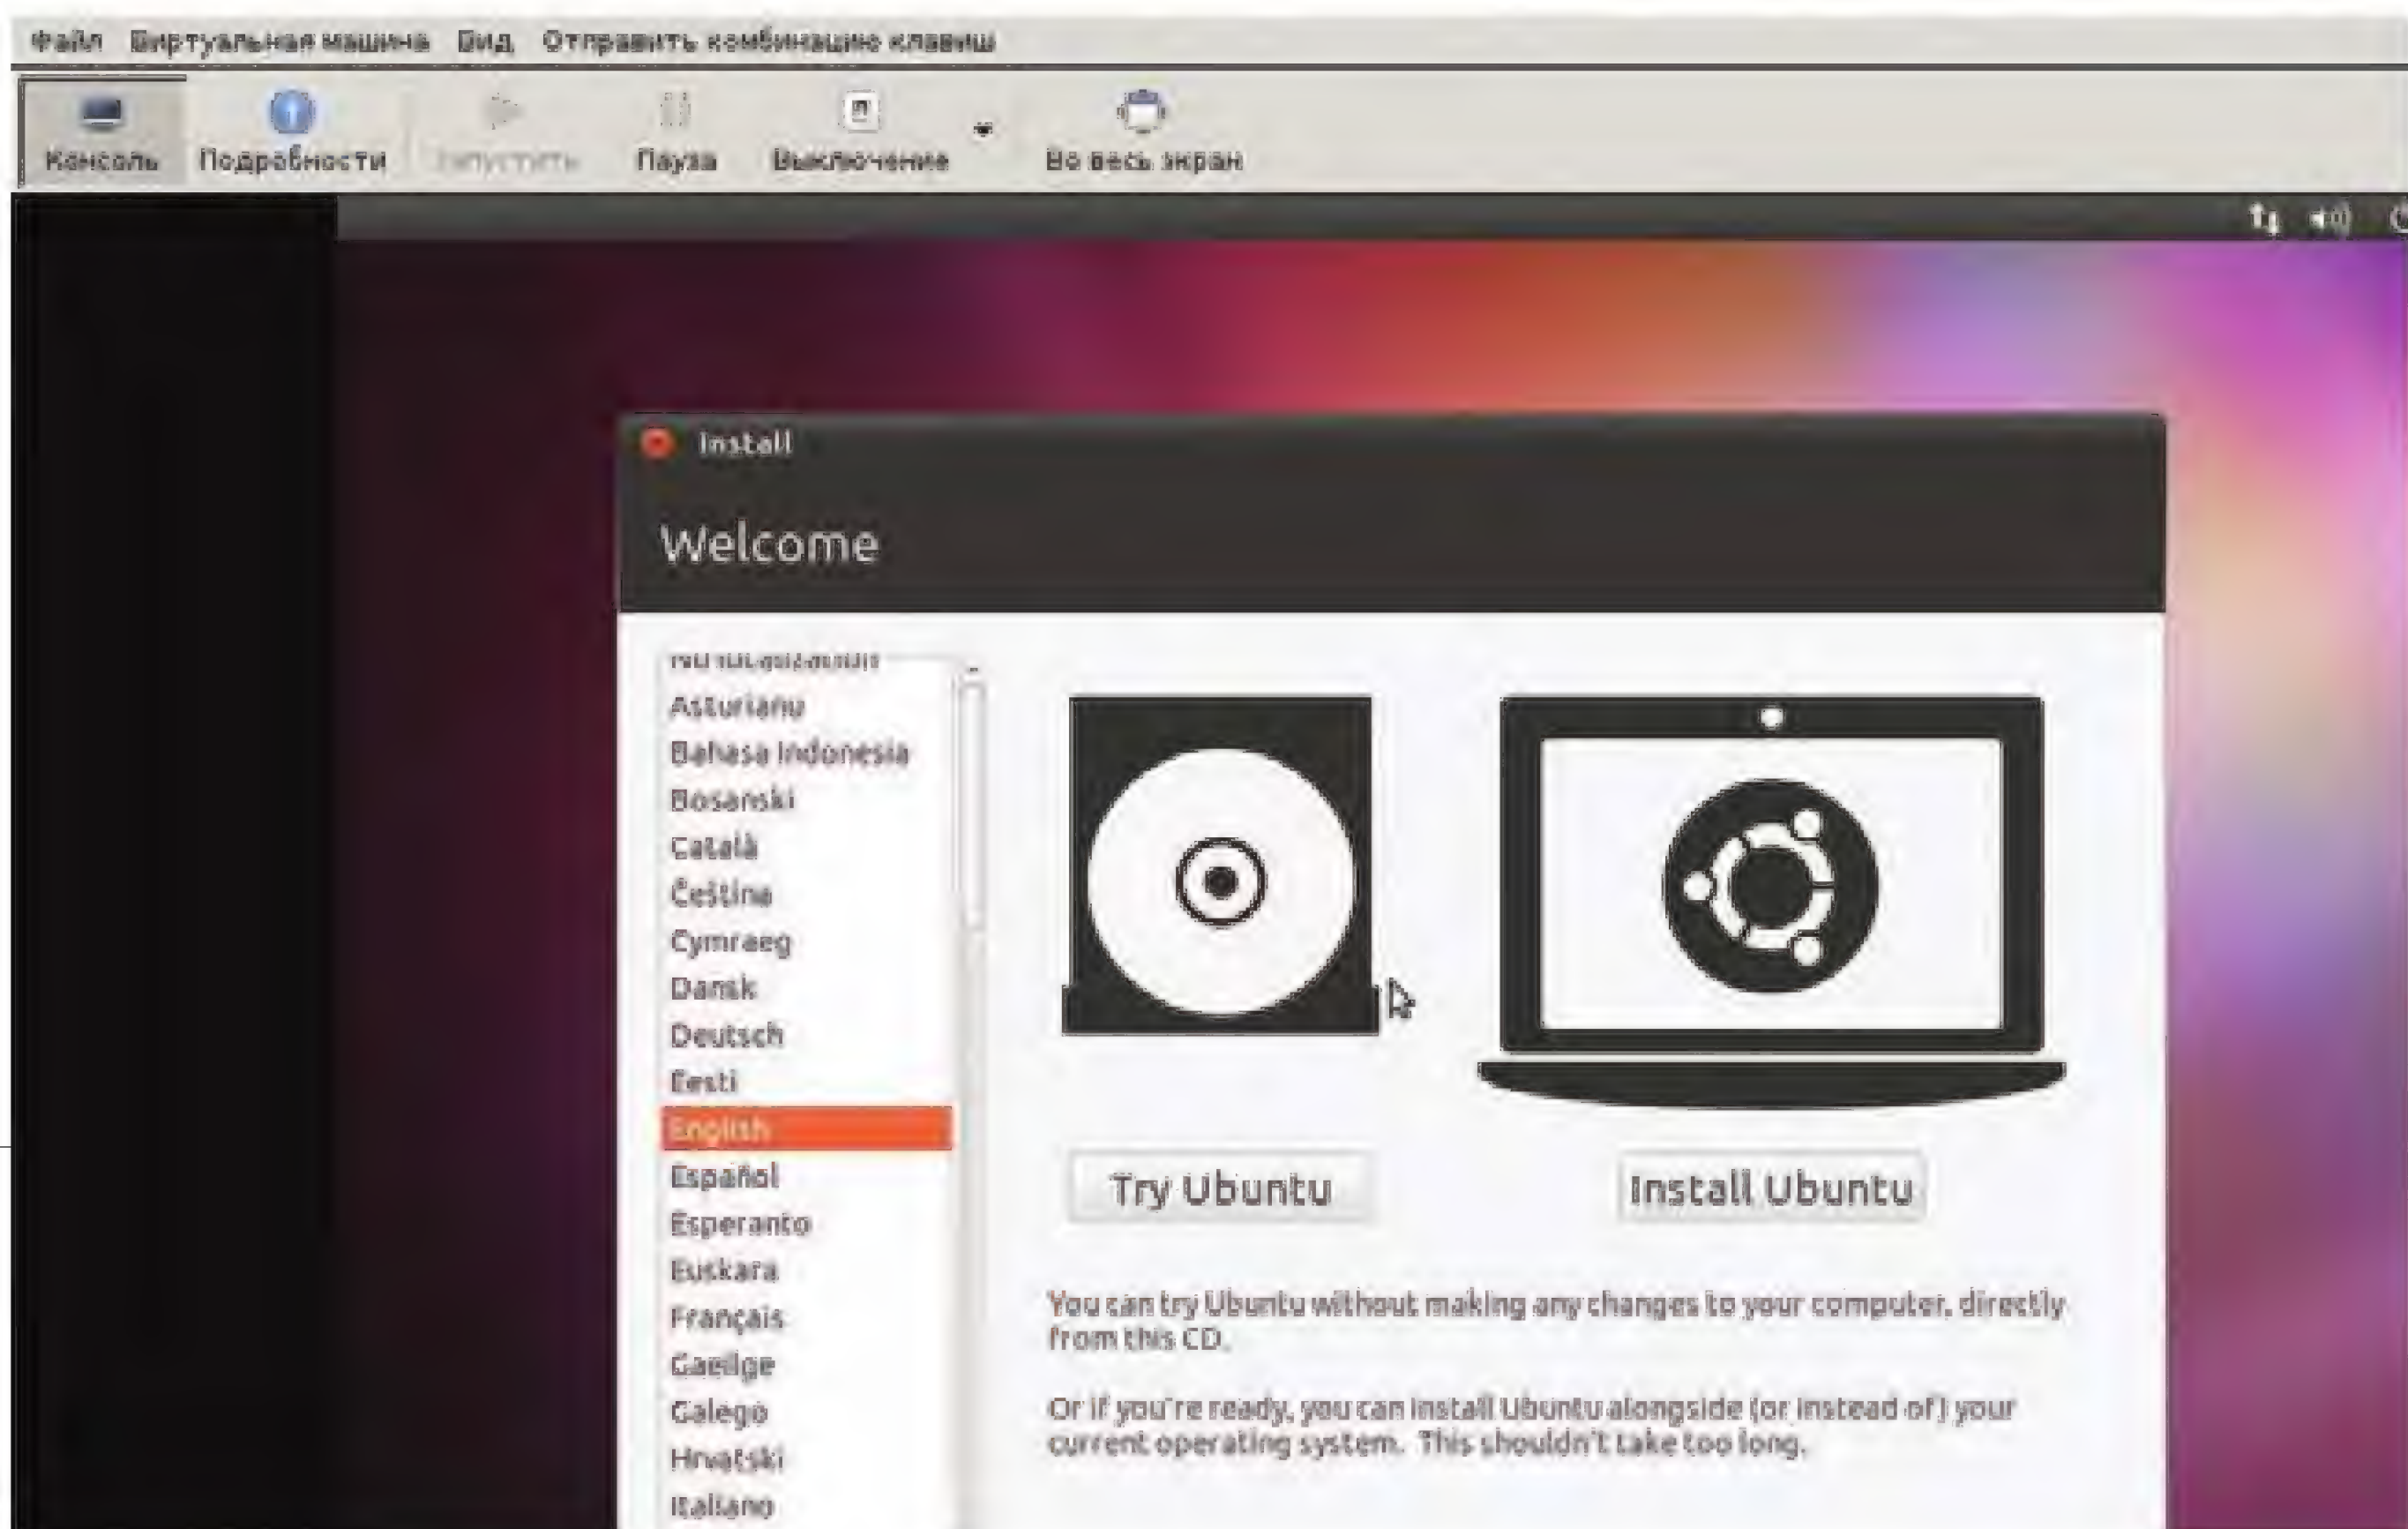 Файл Виртуальная машина Вид Отправить комбинацию клавиш
Консоль Подробности Запустить Пауза Выключение Во весь экран
Install
Welcome
Asturianu
Bahasa Indonesia
Bosanski
Català
Čeština
Cymraeg
Dansk
Deutsch
Eesti
English
Español
Esperanto
Euskara
Français
Gaeilge
Galego
Hrvatski
Italiano
Try Ubuntu Install Ubuntu
You can try Ubuntu without making any changes to your computer, directly
from this CD.
Or if you're ready, you can install Ubuntu alongside (or instead of) your
current operating system. This shouldn't take too long.